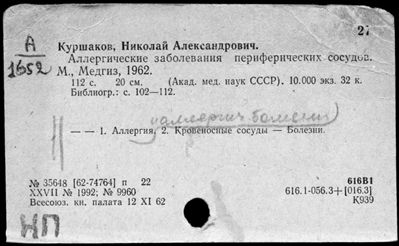 27
А
1652
Куршаков, Николай Александрович.
Аллергические заболевания периферических сосудов.
М., Медгиз, 1962.
112 с. 20 см. (Акад. мед. наук СССР). 10.000 экз. 32 к.
Библиогр.: с. 102—112.
— — 1. Аллергия. 2. Кровеносные сосуды — Болезни.
№ 35648 [62-74764] п 22
XXVII № 1992; № 9960
Всесоюз. кн. палата 12 XI 62
616В1
616.1-056.3+[016.3]
К939
НП